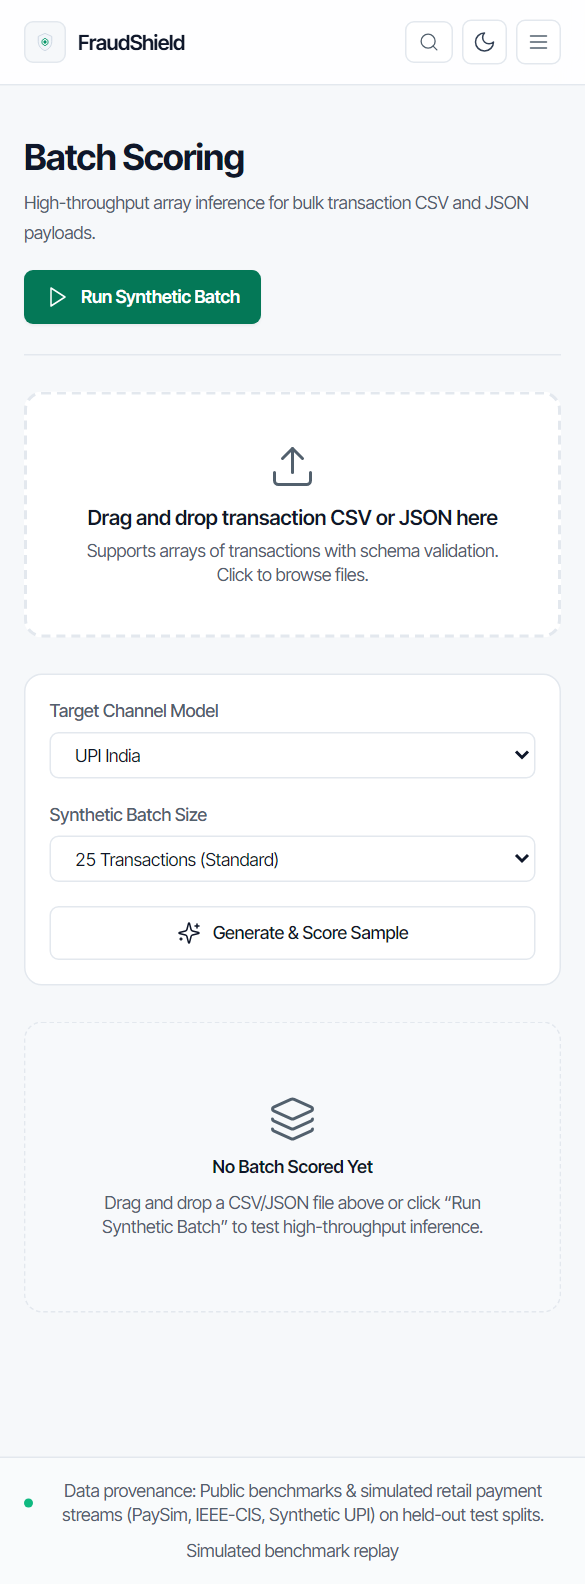 FraudShield
Batch Scoring
High-throughput array inference for bulk transaction CSV and JSON
payloads.
Run Synthetic Batch
Drag and drop transaction CSV or JSON here
Supports arrays of transactions with schema validation.
Click to browse files.
Target Channel Model
UPI India
Synthetic Batch Size
25 Transactions (Standard)
Generate & Score Sample
No Batch Scored Yet
Drag and drop a CSV/JSON file above or click “Run
Synthetic Batch” to test high-throughput inference.
Data provenance: Public benchmarks & simulated retail payment
streams (PaySim, IEEE-CIS, Synthetic UPI) on held-out test splits.
Simulated benchmark replay